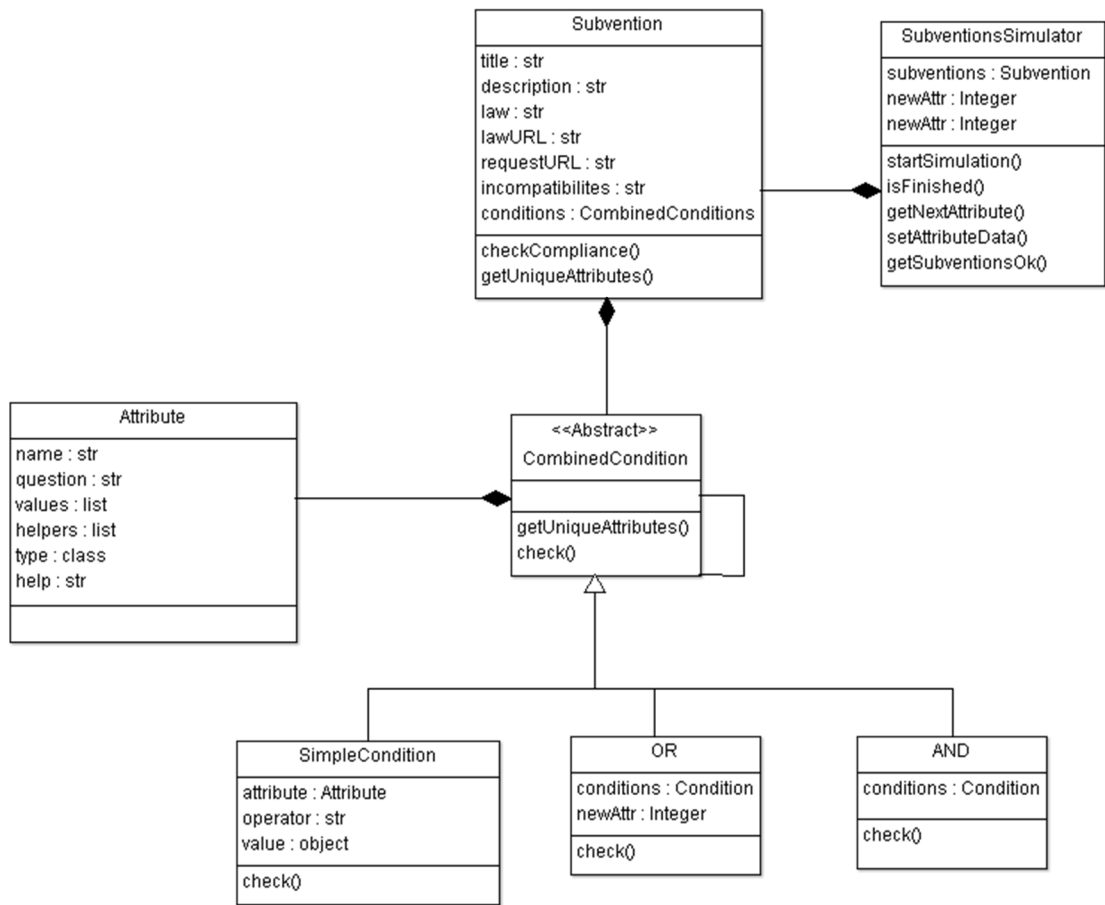 Subvention
title : str
description : str
law : str
lawURL : str
requestURL : str
incompatibilites : str
conditions : CombinedConditions
checkCompliance()
getUniqueAttributes()
SubventionsSimulator
subventions : Subvention
newAttr : Integer
newAttr : Integer
startSimulation()
isFinished()
getNextAttribute()
setAttributeData()
getSubventionsOk()
Attribute
name : str
question : str
values : list
helpers : list
type : class
help : str
<<Abstract>>
CombinedCondition
getUniqueAttributes()
check()
SimpleCondition
attribute : Attribute
operator : str
value : object
check()
OR
conditions : Condition
newAttr : Integer
check()
AND
conditions : Condition
check()